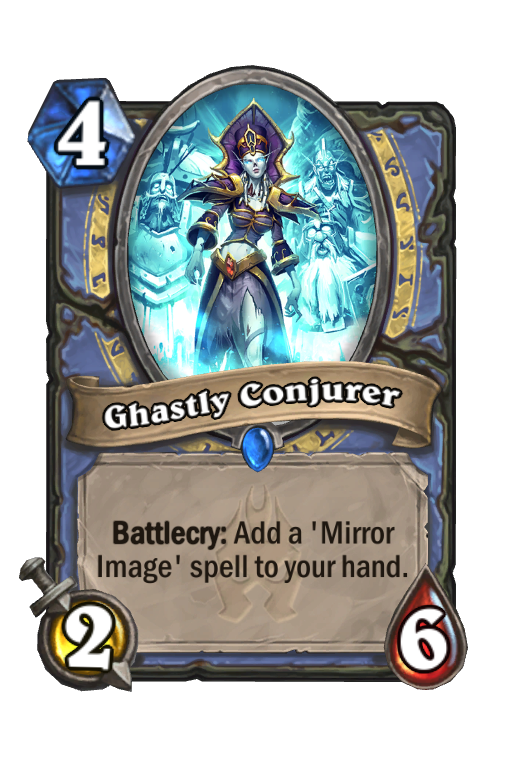 4
Ghastly Conjurer
Battlecry: Add a 'Mirror
Image' spell to your hand.
2
6